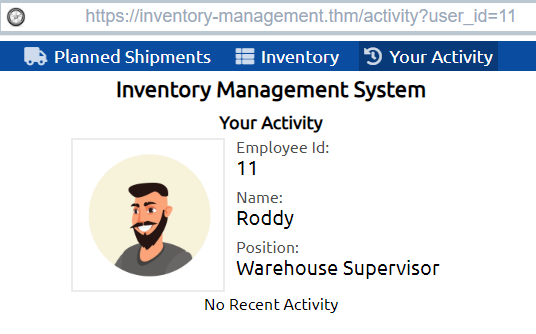 https://inventory-management.thm/activity?user_id=11
Planned Shipments Inventory Your Activity
Inventory Management System
Your Activity
Employee Id:
11
Name:
Roddy
Position:
Warehouse Supervisor
No Recent Activity